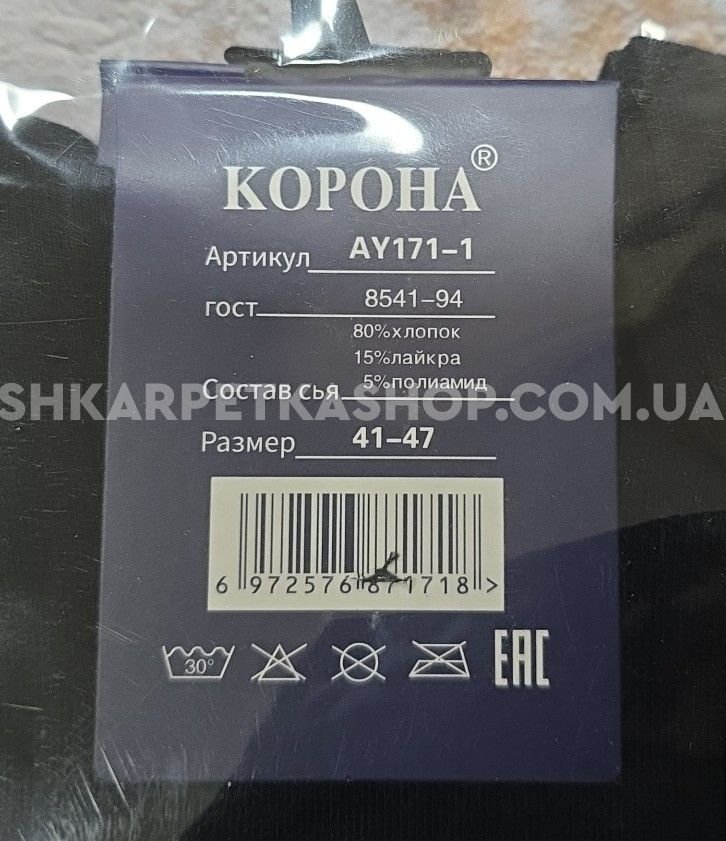 КОРОНА®
Артикул AY171-1
ГОСТ 8541-94
80%хлопок
15%лайкра
Состав сья 5%полиамид
SHKARPETKASHOP.COM.UA
Размер 41-47
6 972576 871718 >
30°
EAC